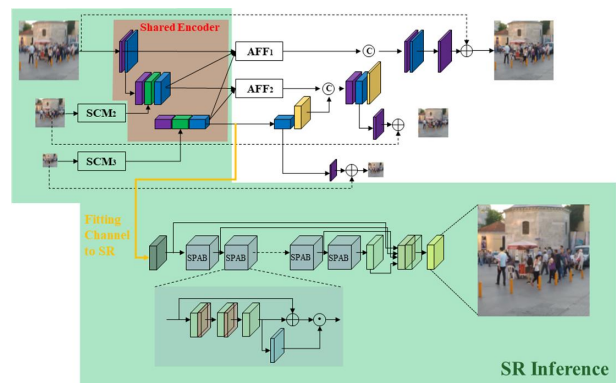 Shared Encoder
AFF1
C
AFF2
C
SCM2
SCM3
Fitting
Channel
to SR
SPAB
SPAB
SPAB
SPAB
SR Inference